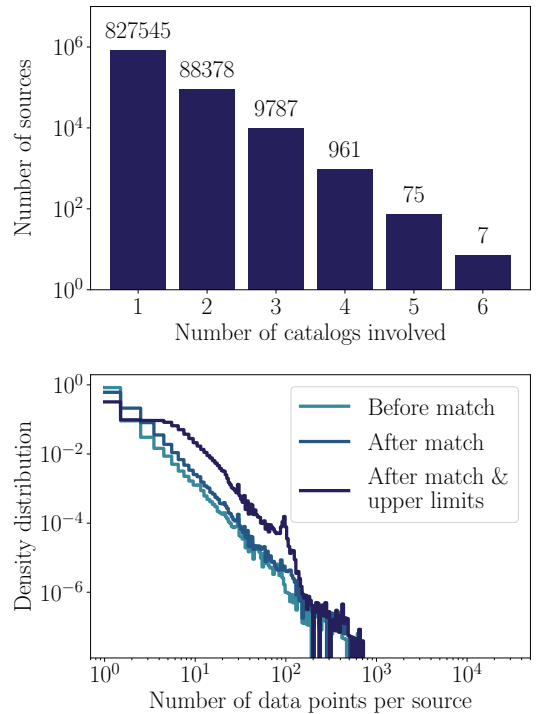 827545
88378
9787
961
75
7
10^6
10^4
10^2
10^0
Number of sources
1 2 3 4 5 6
Number of catalogs involved
10^0
10^-2
10^-4
10^-6
Density distribution
Before match
After match
After match &
upper limits
10^0 10^1 10^2 10^3 10^4
Number of data points per source